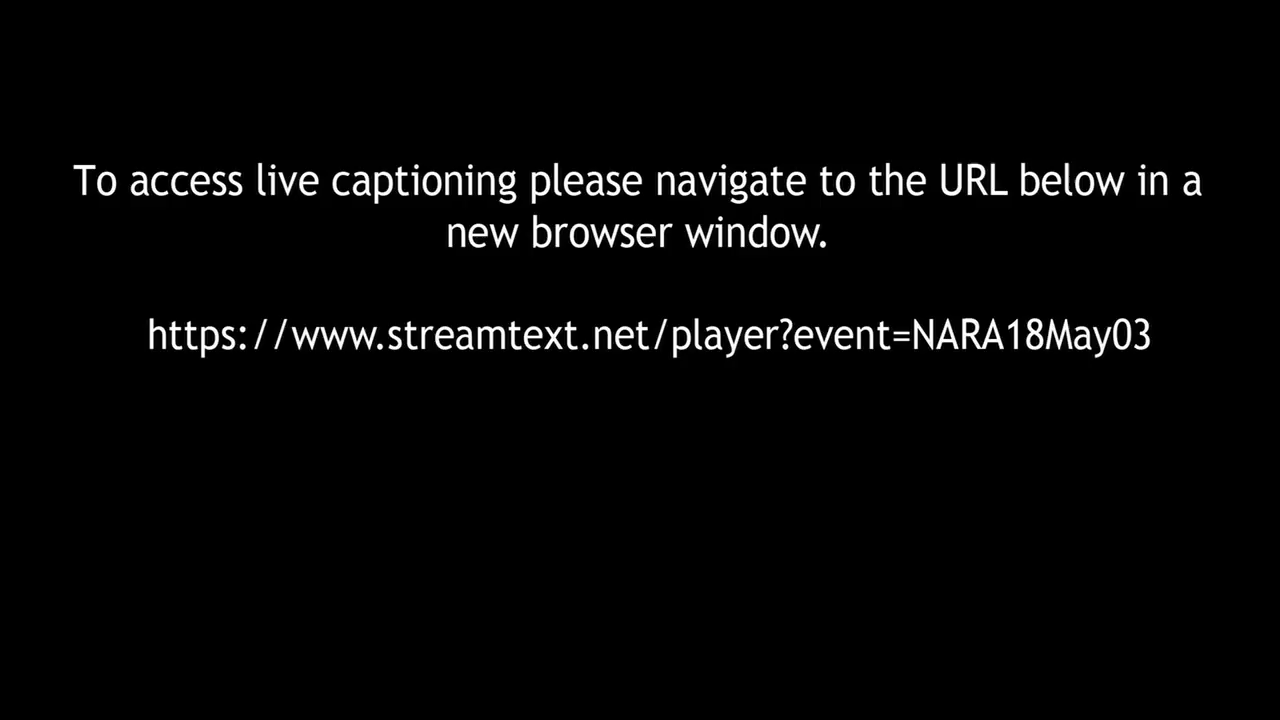 To access live captioning please navigate to the URL below in a
new browser window.
https://www.streamtext.net/player?event=NARA18May03